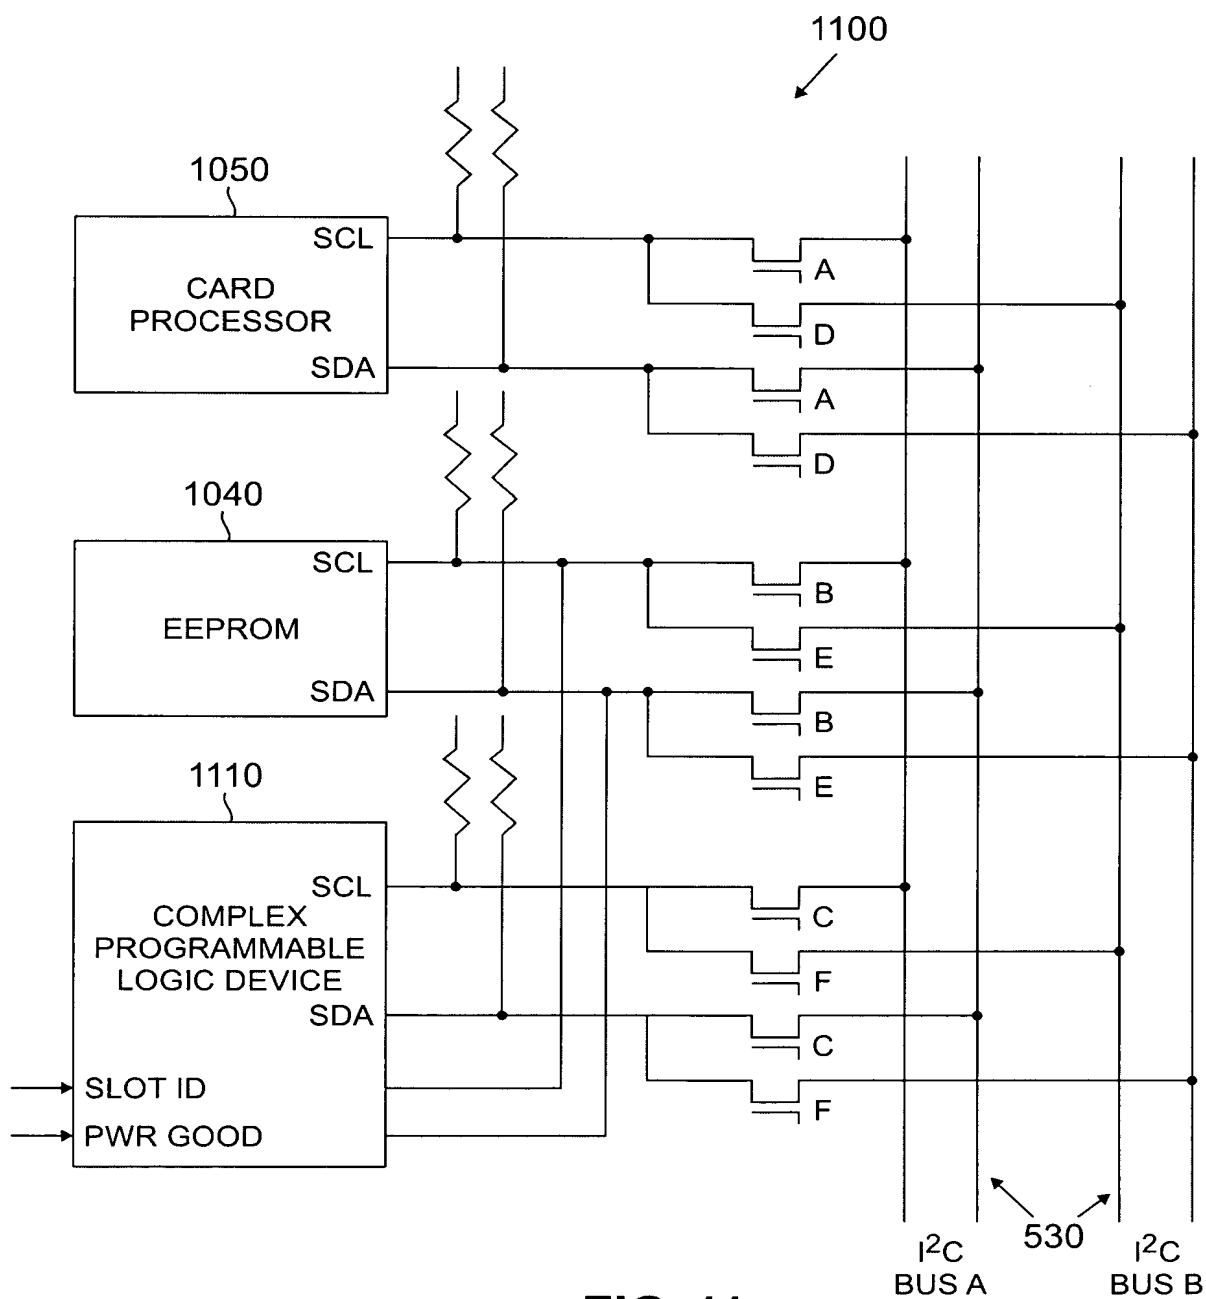 1100
1050
SCL
CARD
PROCESSOR
SDA
A
D
A
D
1040
SCL
EEPROM
SDA
B
E
B
E
1110
SCL
COMPLEX
PROGRAMMABLE
LOGIC DEVICE
SDA
SLOT ID
PWR GOOD
C
F
C
F
530
I²C
BUS A
I²C
BUS B